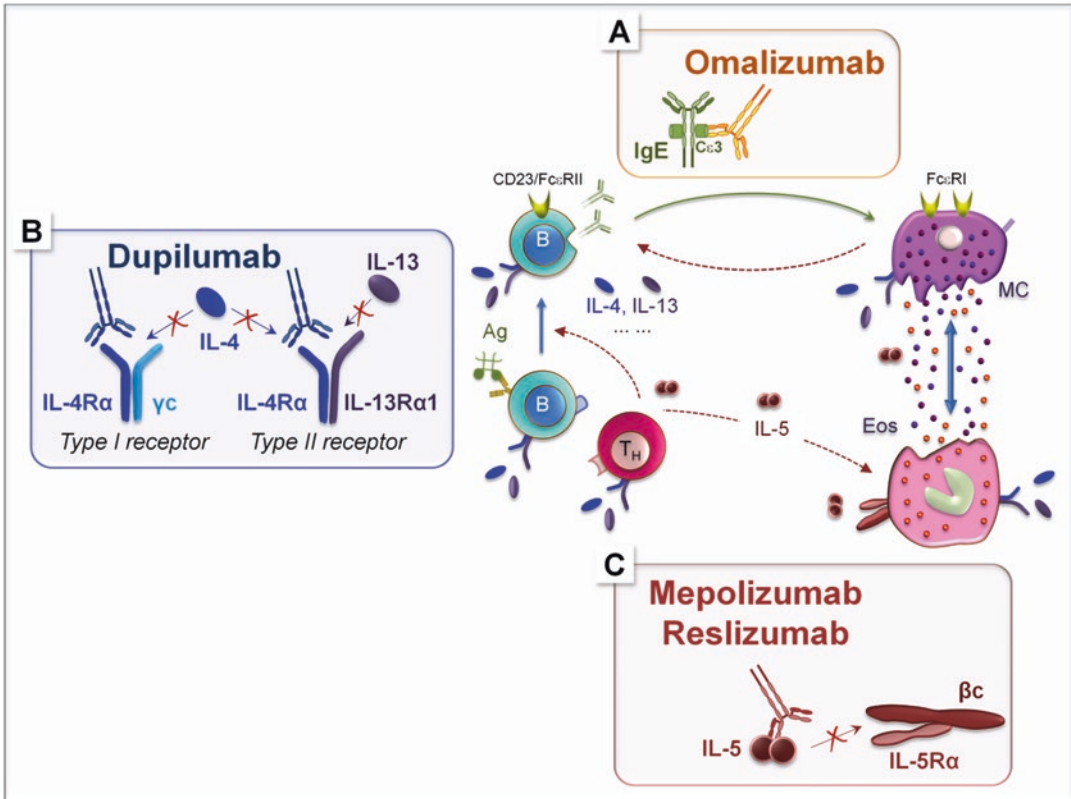 A
Omalizumab
IgE
Cε3
CD23/FcεRII
FcεRI
B
MC
B
Dupilumab
IL-13
IL-4
IL-4Rα
γc
IL-4Rα
IL-13Rα1
Type I receptor
Type II receptor
IL-4, IL-13
... ...
Ag
B
TH
IL-5
Eos
C
Mepolizumab
Reslizumab
IL-5
βc
IL-5Rα